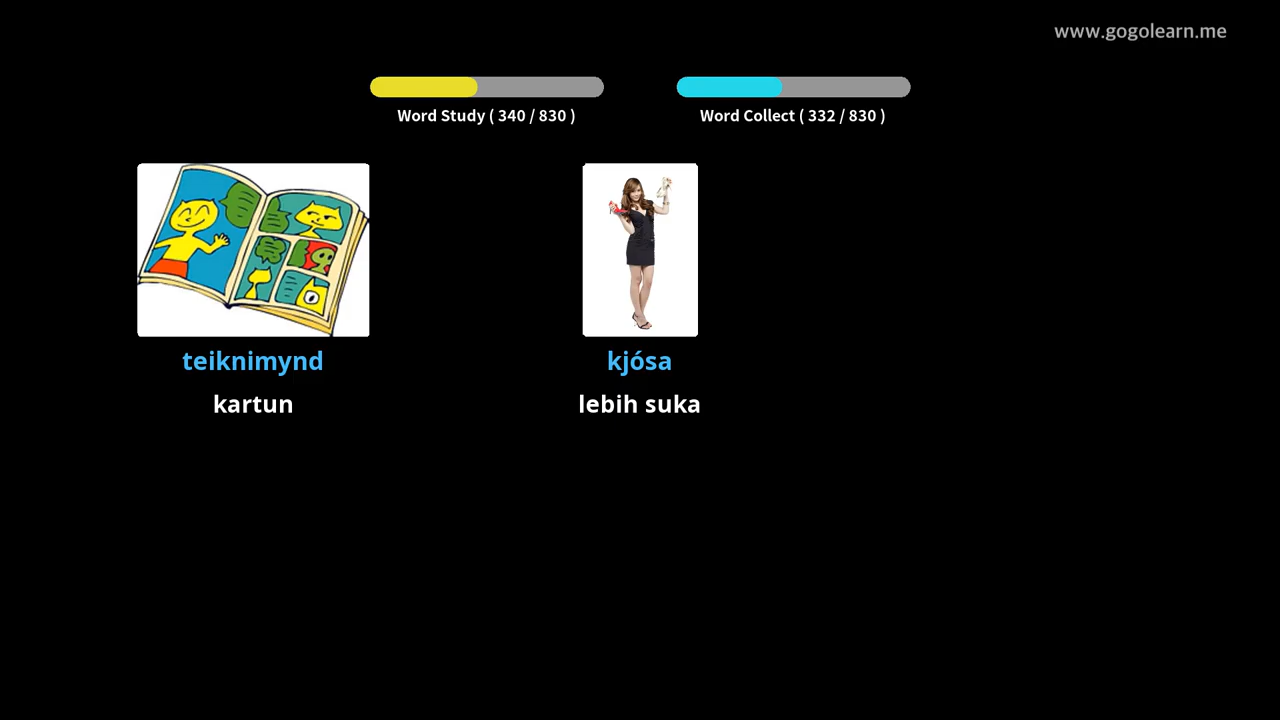 www.gogolearn.me
Word Study ( 340 / 830 )
Word Collect ( 332 / 830 )
teiknimynd
kartun
kjósa
lebih suka